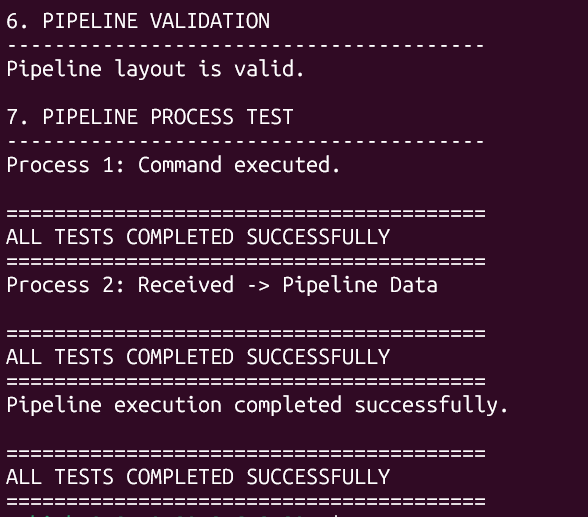 6. PIPELINE VALIDATION
----------------------------------------
Pipeline layout is valid.
7. PIPELINE PROCESS TEST
----------------------------------------
Process 1: Command executed.
========================================
ALL TESTS COMPLETED SUCCESSFULLY
========================================
Process 2: Received -> Pipeline Data
========================================
ALL TESTS COMPLETED SUCCESSFULLY
========================================
Pipeline execution completed successfully.
========================================
ALL TESTS COMPLETED SUCCESSFULLY
========================================